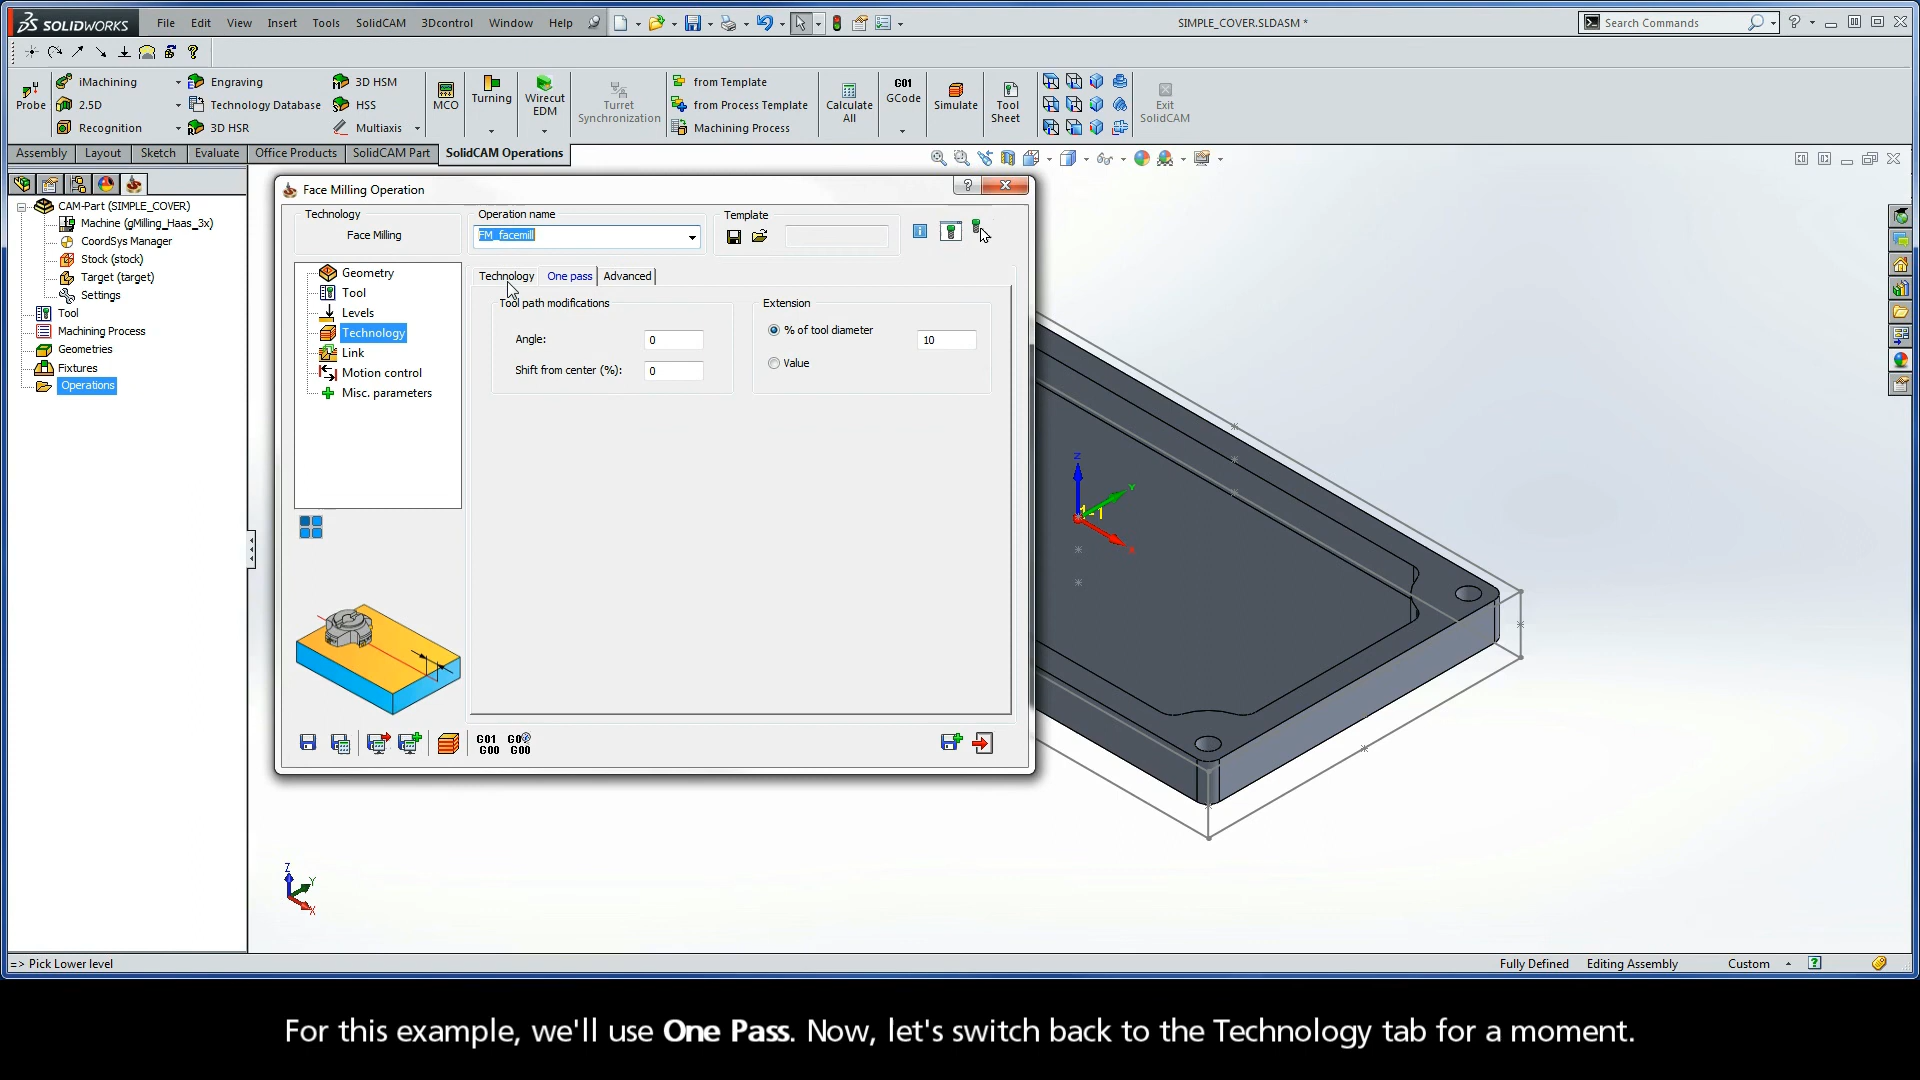 SOLIDWORKS File Edit View Insert Tools SolidCAM 3Dcontrol Window Help SIMPLE_COVER.SLDASM * Search Commands
Probe
iMachining
2.5D
Recognition
Engraving
Technology Database
3D HSR
3D HSM
HSS
Multiaxis
MCO
Turning
Wirecut
EDM
Turret
Synchronization
from Template
from Process Template
Machining Process
Calculate
All
G01
GCode
Simulate
Tool
Sheet
Exit
SolidCAM
Assembly Layout Sketch Evaluate Office Products SolidCAM Part SolidCAM Operations
CAM-Part (SIMPLE_COVER)
Machine (gMilling_Haas_3x)
CoordSys Manager
Stock (stock)
Target (target)
Settings
Tool
Machining Process
Geometries
Fixtures
Operations
Face Milling Operation
Technology
Face Milling
Operation name
FM_facemill
Template
Geometry
Tool
Levels
Technology
Link
Motion control
Misc. parameters
Technology One pass Advanced
Tool path modifications
Angle: 0
Shift from center (%): 0
Extension
% of tool diameter 10
Value
G01
G00
G0
G00
Z
Y
X
1-1
Z
Y
X
=> Pick Lower level Fully Defined Editing Assembly Custom
For this example, we'll use One Pass. Now, let's switch back to the Technology tab for a moment.